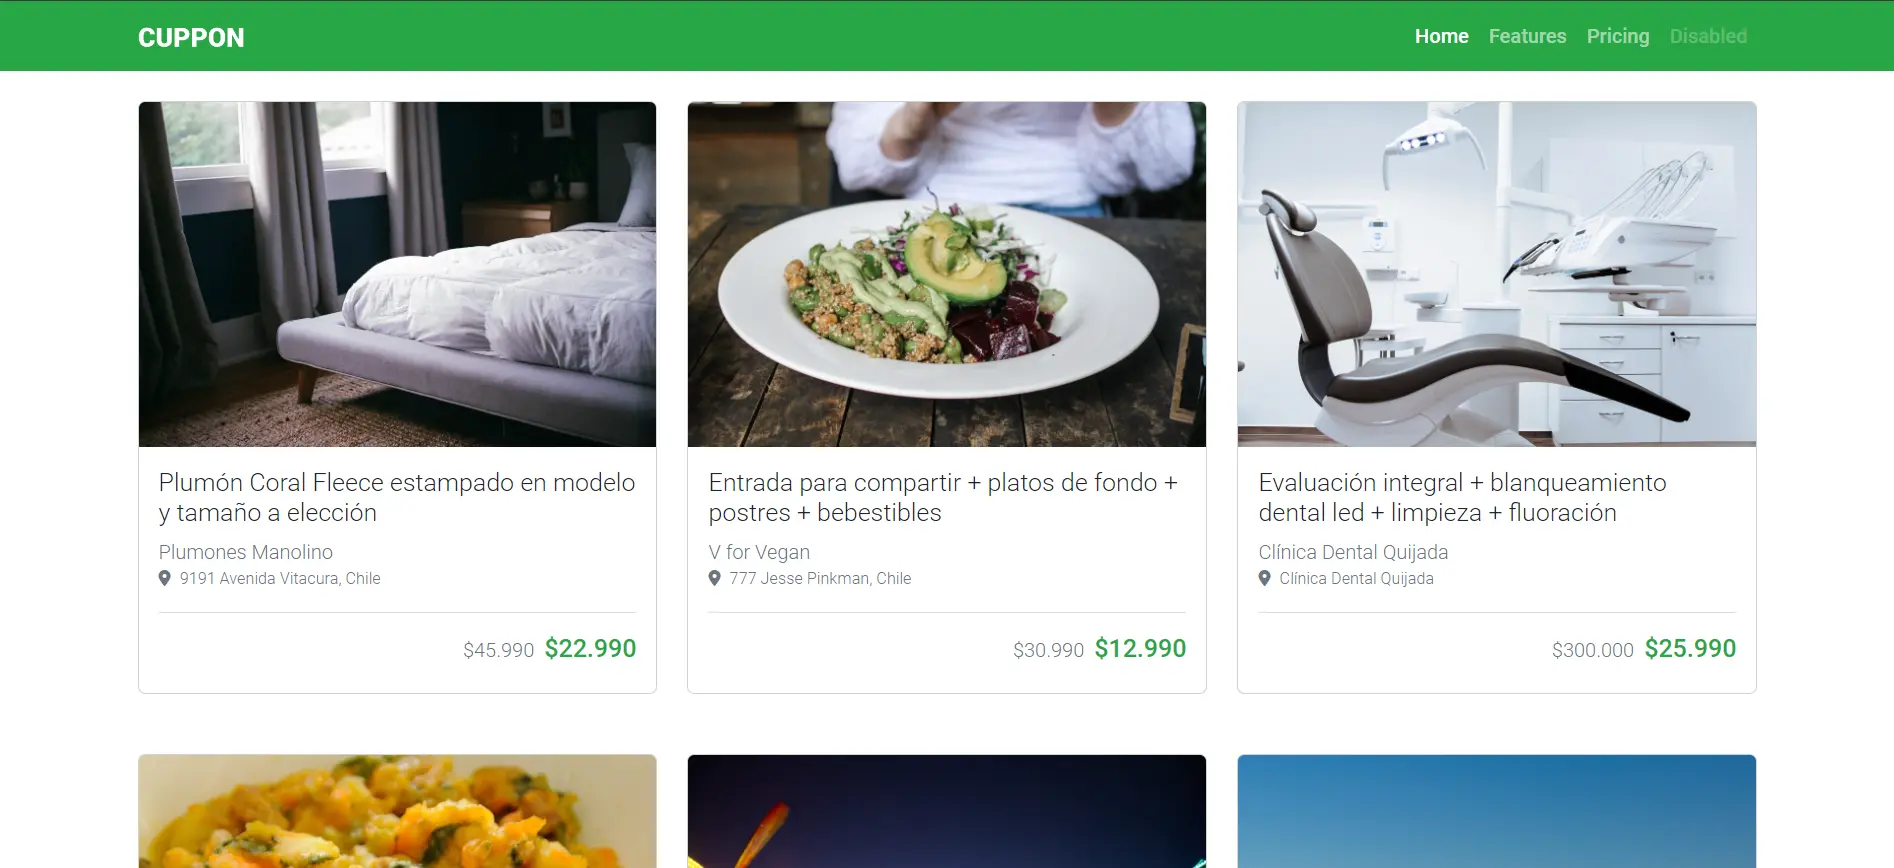 CUPPON
Home Features Pricing Disabled
Plumón Coral Fleece estampado en modelo
y tamaño a elección
Plumones Manolino
9191 Avenida Vitacura, Chile
$45.990 $22.990
Entrada para compartir + platos de fondo +
postres + bebestibles
V for Vegan
777 Jesse Pinkman, Chile
$30.990 $12.990
Evaluación integral + blanqueamiento
dental led + limpieza + fluoración
Clínica Dental Quijada
Clínica Dental Quijada
$300.000 $25.990